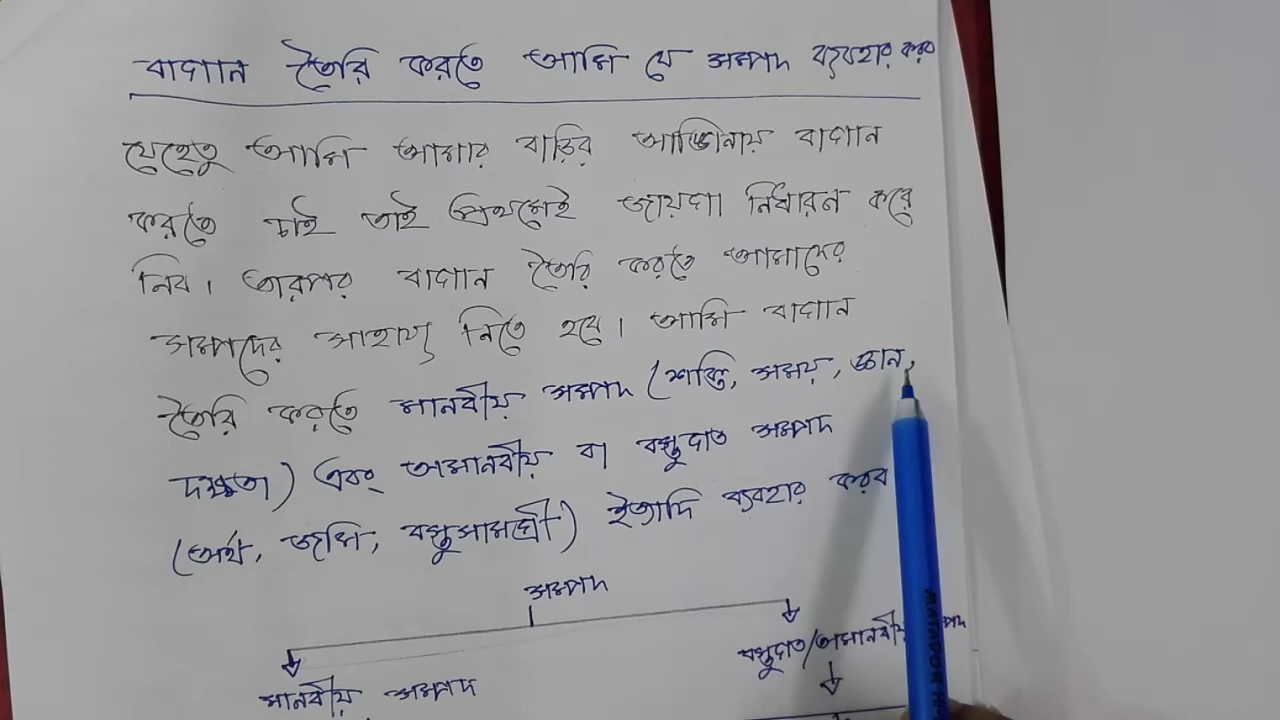 বাগান তৈরি করতে আমি যে সম্পদ ব্যবহার করব
যেহেতু আমি আমার বাড়ির আঙিনায় বাগান
করতে চাই তাই প্রথমেই জায়গা নির্ধারন করে
নিব। তারপর বাগান তৈরি করতে আমাদের
সম্পদের সাহায্য নিতে হবে। আমি বাগান
তৈরি করতে মানবীয় সম্পদ (শক্তি, সময়, জ্ঞান,
দক্ষতা) এবং অমানবীয় বা বস্তুগত সম্পদ
(অর্থ, জমি, বস্তুসামগ্রী) ইত্যাদি ব্যবহার করব
সম্পদ
মানবীয় সম্পদ
বস্তুগত/অমানবীয়